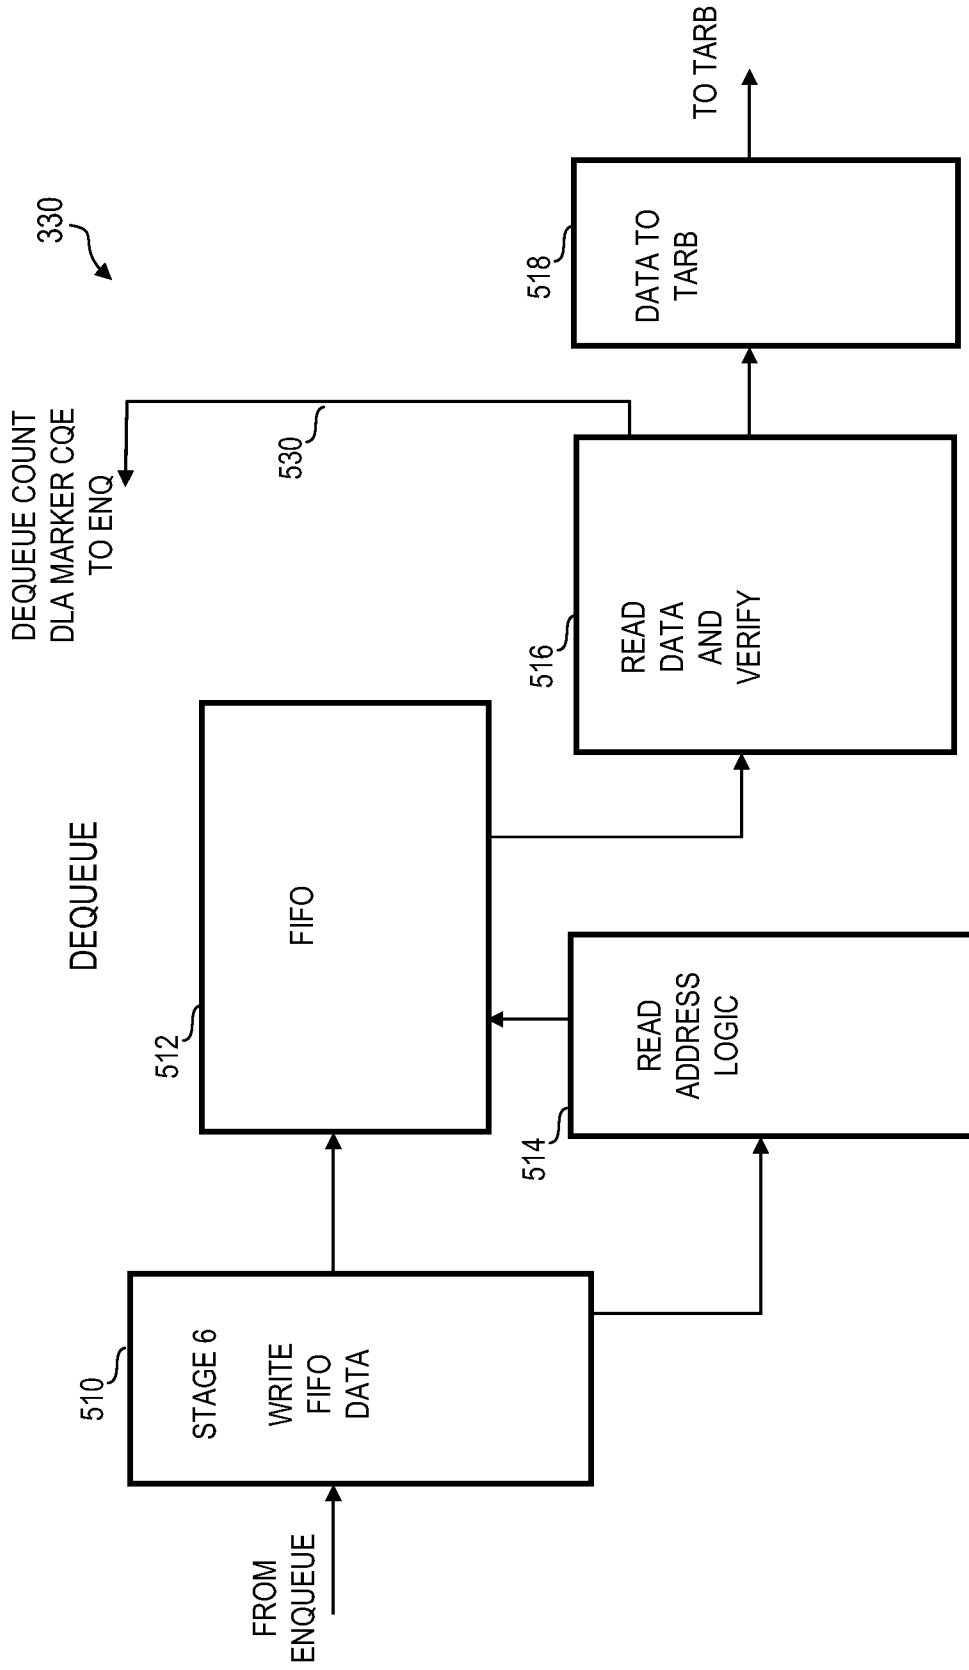 DEQUEUE
330
DEQUEUE COUNT
DLA MARKER CQE
TO ENQ
530
FROM
ENQUEUE
510
STAGE 6
WRITE
FIFO
DATA
512
FIFO
514
READ
ADDRESS
LOGIC
516
READ
DATA
AND
VERIFY
518
DATA TO
TARB
TO TARB